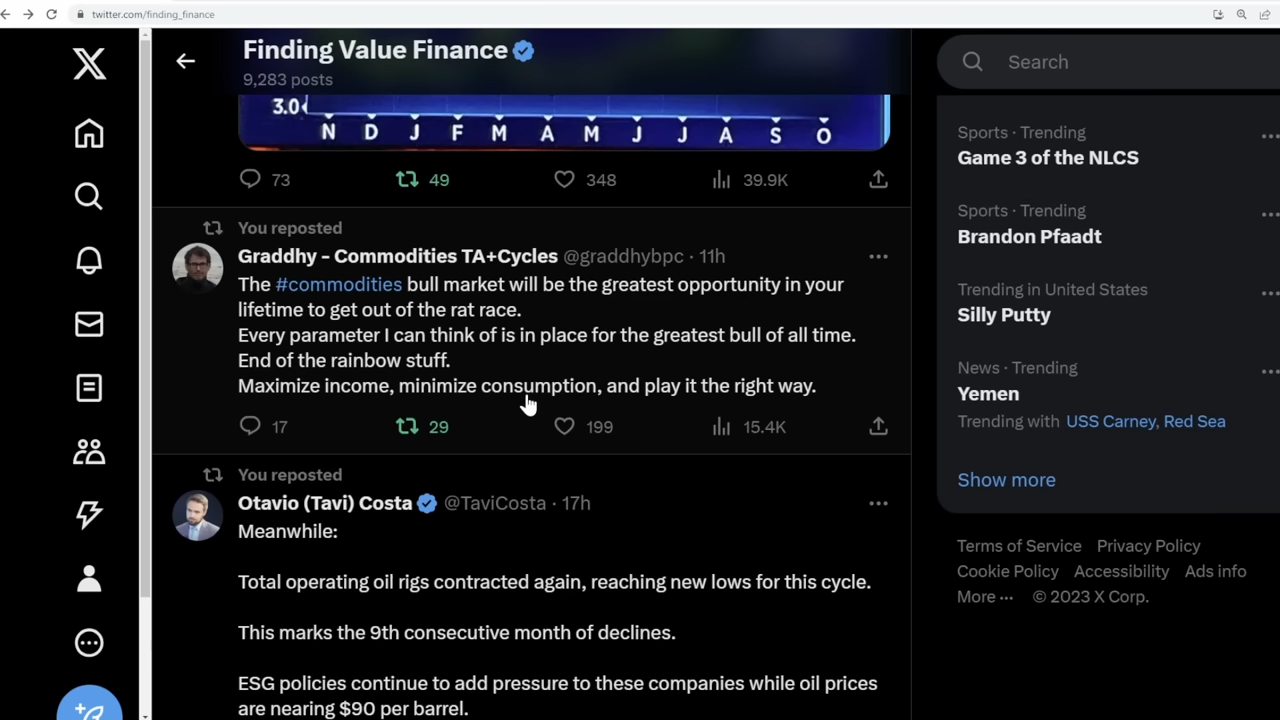 twitter.com/finding_finance
Finding Value Finance
9,283 posts
3.0
N D J F M A M J J A S O
73 49 348 39.9K
You reposted
Graddhy - Commodities TA+Cycles @graddhybpc · 11h
The #commodities bull market will be the greatest opportunity in your
lifetime to get out of the rat race.
Every parameter I can think of is in place for the greatest bull of all time.
End of the rainbow stuff.
Maximize income, minimize consumption, and play it the right way.
17 29 199 15.4K
You reposted
Otavio (Tavi) Costa @TaviCosta · 17h
Meanwhile:
Total operating oil rigs contracted again, reaching new lows for this cycle.
This marks the 9th consecutive month of declines.
ESG policies continue to add pressure to these companies while oil prices
are nearing $90 per barrel.
Search
Sports · Trending
Game 3 of the NLCS
Sports · Trending
Brandon Pfaadt
Trending in United States
Silly Putty
News · Trending
Yemen
Trending with USS Carney, Red Sea
Show more
Terms of Service Privacy Policy
Cookie Policy Accessibility Ads info
More ··· © 2023 X Corp.